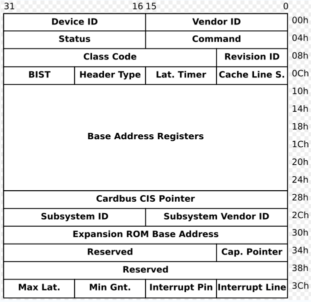 31 16 15 0
Device ID Vendor ID 00h
Status Command 04h
Class Code Revision ID 08h
BIST Header Type Lat. Timer Cache Line S. 0Ch
10h
14h
18h
Base Address Registers 1Ch
20h
24h
Cardbus CIS Pointer 28h
Subsystem ID Subsystem Vendor ID 2Ch
Expansion ROM Base Address 30h
Reserved Cap. Pointer 34h
Reserved 38h
Max Lat. Min Gnt. Interrupt Pin Interrupt Line 3Ch